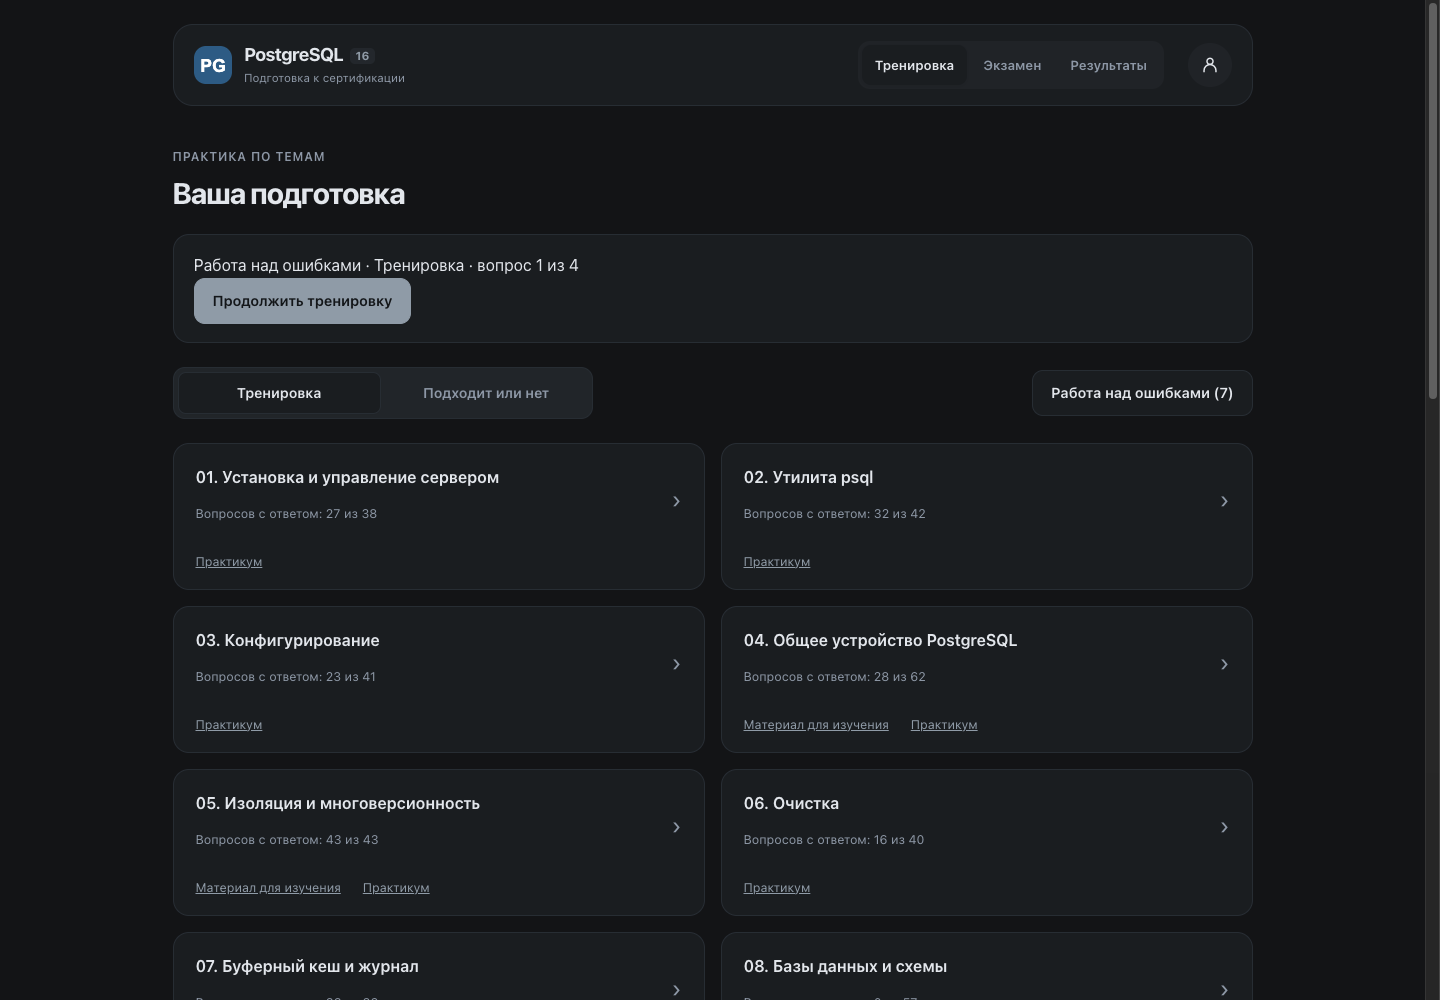 PG
PostgreSQL 16
Подготовка к сертификации
Тренировка
Экзамен
Результаты
ПРАКТИКА ПО ТЕМАМ
Ваша подготовка
Работа над ошибками · Тренировка · вопрос 1 из 4
Продолжить тренировку
Тренировка
Подходит или нет
Работа над ошибками (7)
01. Установка и управление сервером
Вопросов с ответом: 27 из 38
Практикум
02. Утилита psql
Вопросов с ответом: 32 из 42
Практикум
03. Конфигурирование
Вопросов с ответом: 23 из 41
Практикум
04. Общее устройство PostgreSQL
Вопросов с ответом: 28 из 62
Материал для изучения Практикум
05. Изоляция и многоверсионность
Вопросов с ответом: 43 из 43
Материал для изучения Практикум
06. Очистка
Вопросов с ответом: 16 из 40
Практикум
07. Буферный кеш и журнал
08. Базы данных и схемы